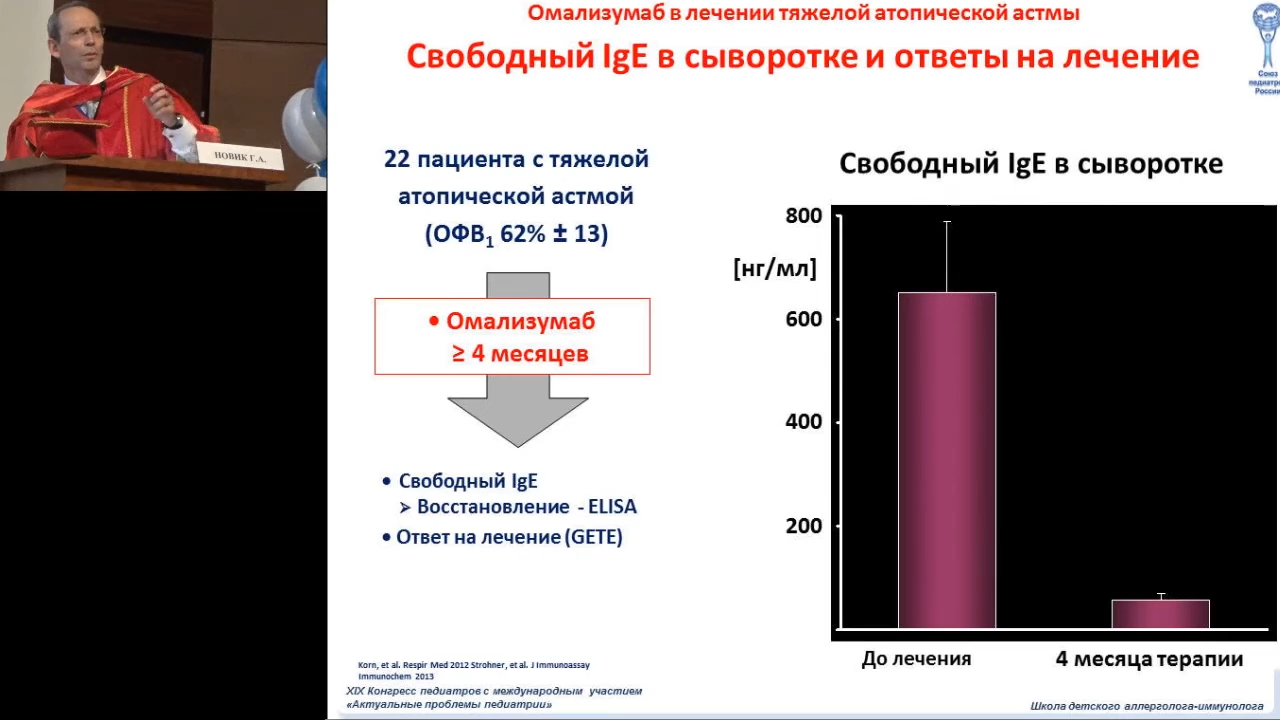 Омализумаб в лечении тяжелой атопической астмы
Свободный IgE в сыворотке и ответы на лечение
Союз
педиатро
России
НОВИК Г.А.
22 пациента с тяжелой
атопической астмой
(ОФВ1 62% ± 13)
• Омализумаб
≥ 4 месяцев
• Свободный IgE
➢ Восстановление - ELISA
• Ответ на лечение (GETE)
Свободный IgE в сыворотке
[нг/мл]
800
600
400
200
До лечения
4 месяца терапии
Korn, et al. Respir Med 2012 Strohner, et al. J Immunoassay
Immunochem 2013
XIX Конгресс педиатров с международным участием
«Актуальные проблемы педиатрии»
Школа детского аллерголога-иммунолога